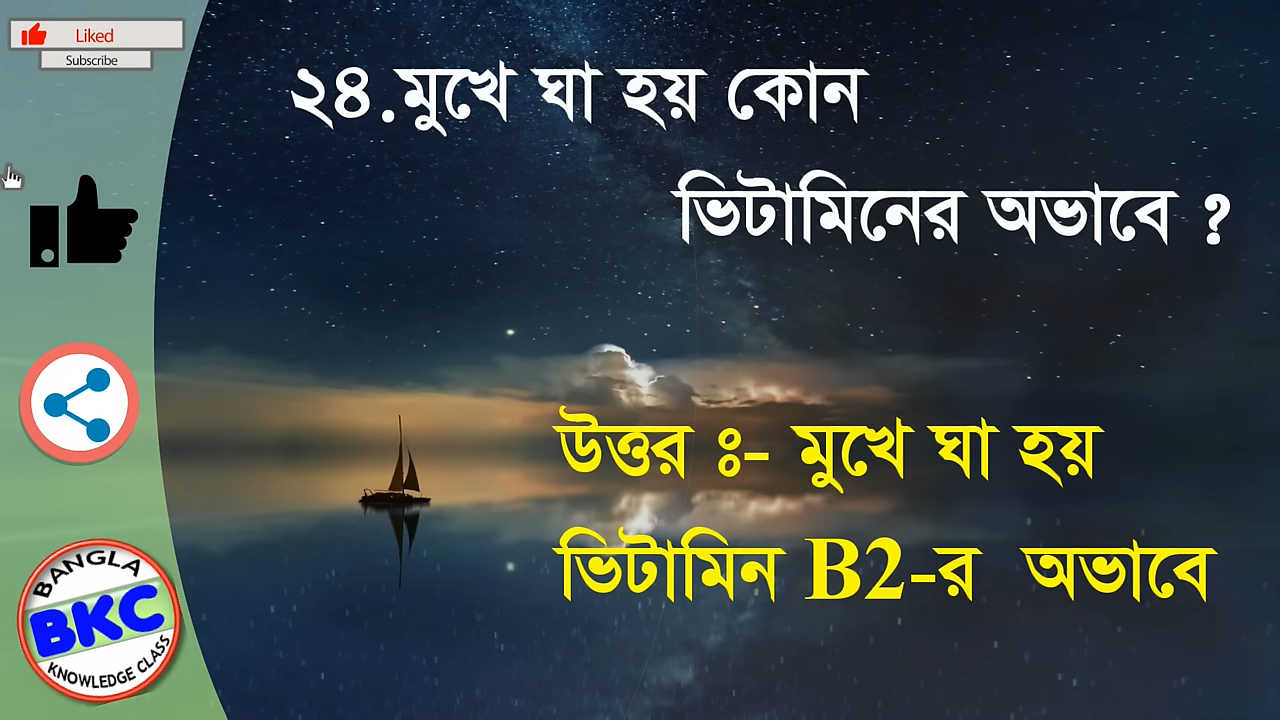 Liked
Subscribe
২৪.মুখে ঘা হয় কোন
ভিটামিনের অভাবে ?
উত্তর ঃ- মুখে ঘা হয়
ভিটামিন B2-র অভাবে
BANGLA
BKC
KNOWLEDGE CLASS